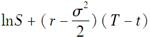 lnS + ( r - σ²/2 ) ( T - t )